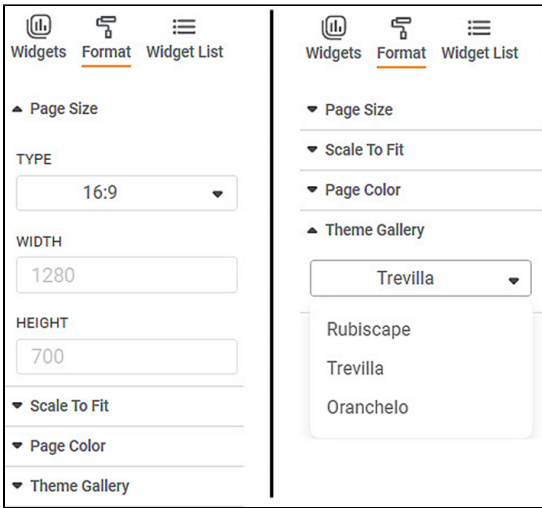 Widgets Format Widget List
Page Size
TYPE
16:9
WIDTH
1280
HEIGHT
700
Scale To Fit
Page Color
Theme Gallery
Widgets Format Widget List
Page Size
Scale To Fit
Page Color
Theme Gallery
Trevilla
Rubiscape
Trevilla
Oranchelo